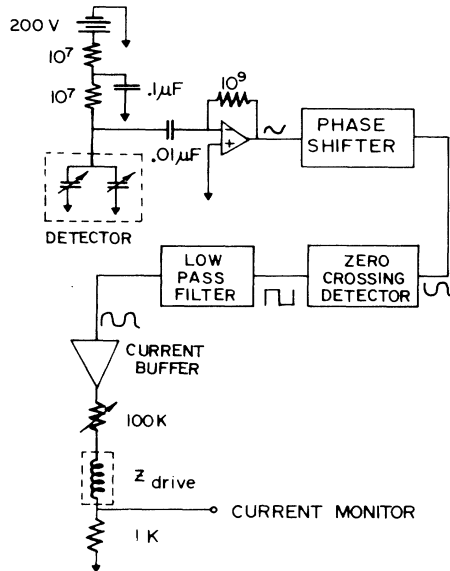 200 V
10⁷
10⁷
.1µF
10⁹
.01µF
−
+
PHASE
SHIFTER
DETECTOR
LOW
PASS
FILTER
ZERO
CROSSING
DETECTOR
CURRENT
BUFFER
100K
Z drive
CURRENT MONITOR
1K